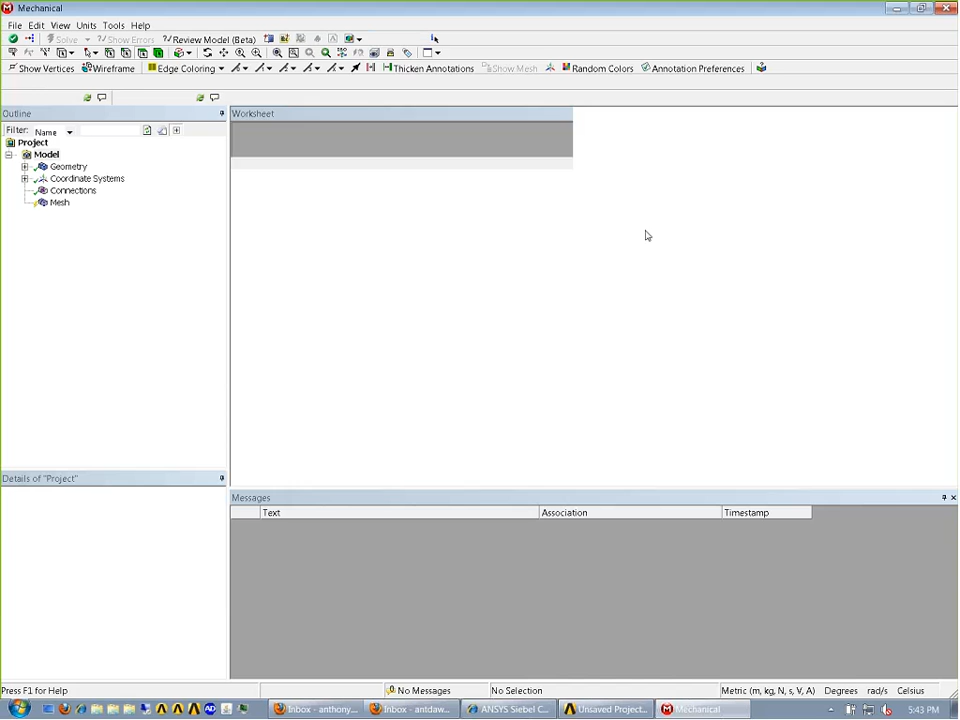 Mechanical
File Edit View Units Tools Help
Solve ?/Show Errors ?/Review Model (Beta)
Show Vertices Wireframe Edge Coloring Thicken Annotations Show Mesh Random Colors Annotation Preferences
Outline
Filter: Name
Project
Model
Geometry
Coordinate Systems
Connections
Mesh
Worksheet
Details of "Project"
Messages
Text Association Timestamp
Press F1 for Help No Messages No Selection Metric (m, kg, N, s, V, A) Degrees rad/s Celsius
Inbox - anthony... Inbox - antdaw... ANSYS Siebel C... Unsaved Project... Mechanical 5:43 PM